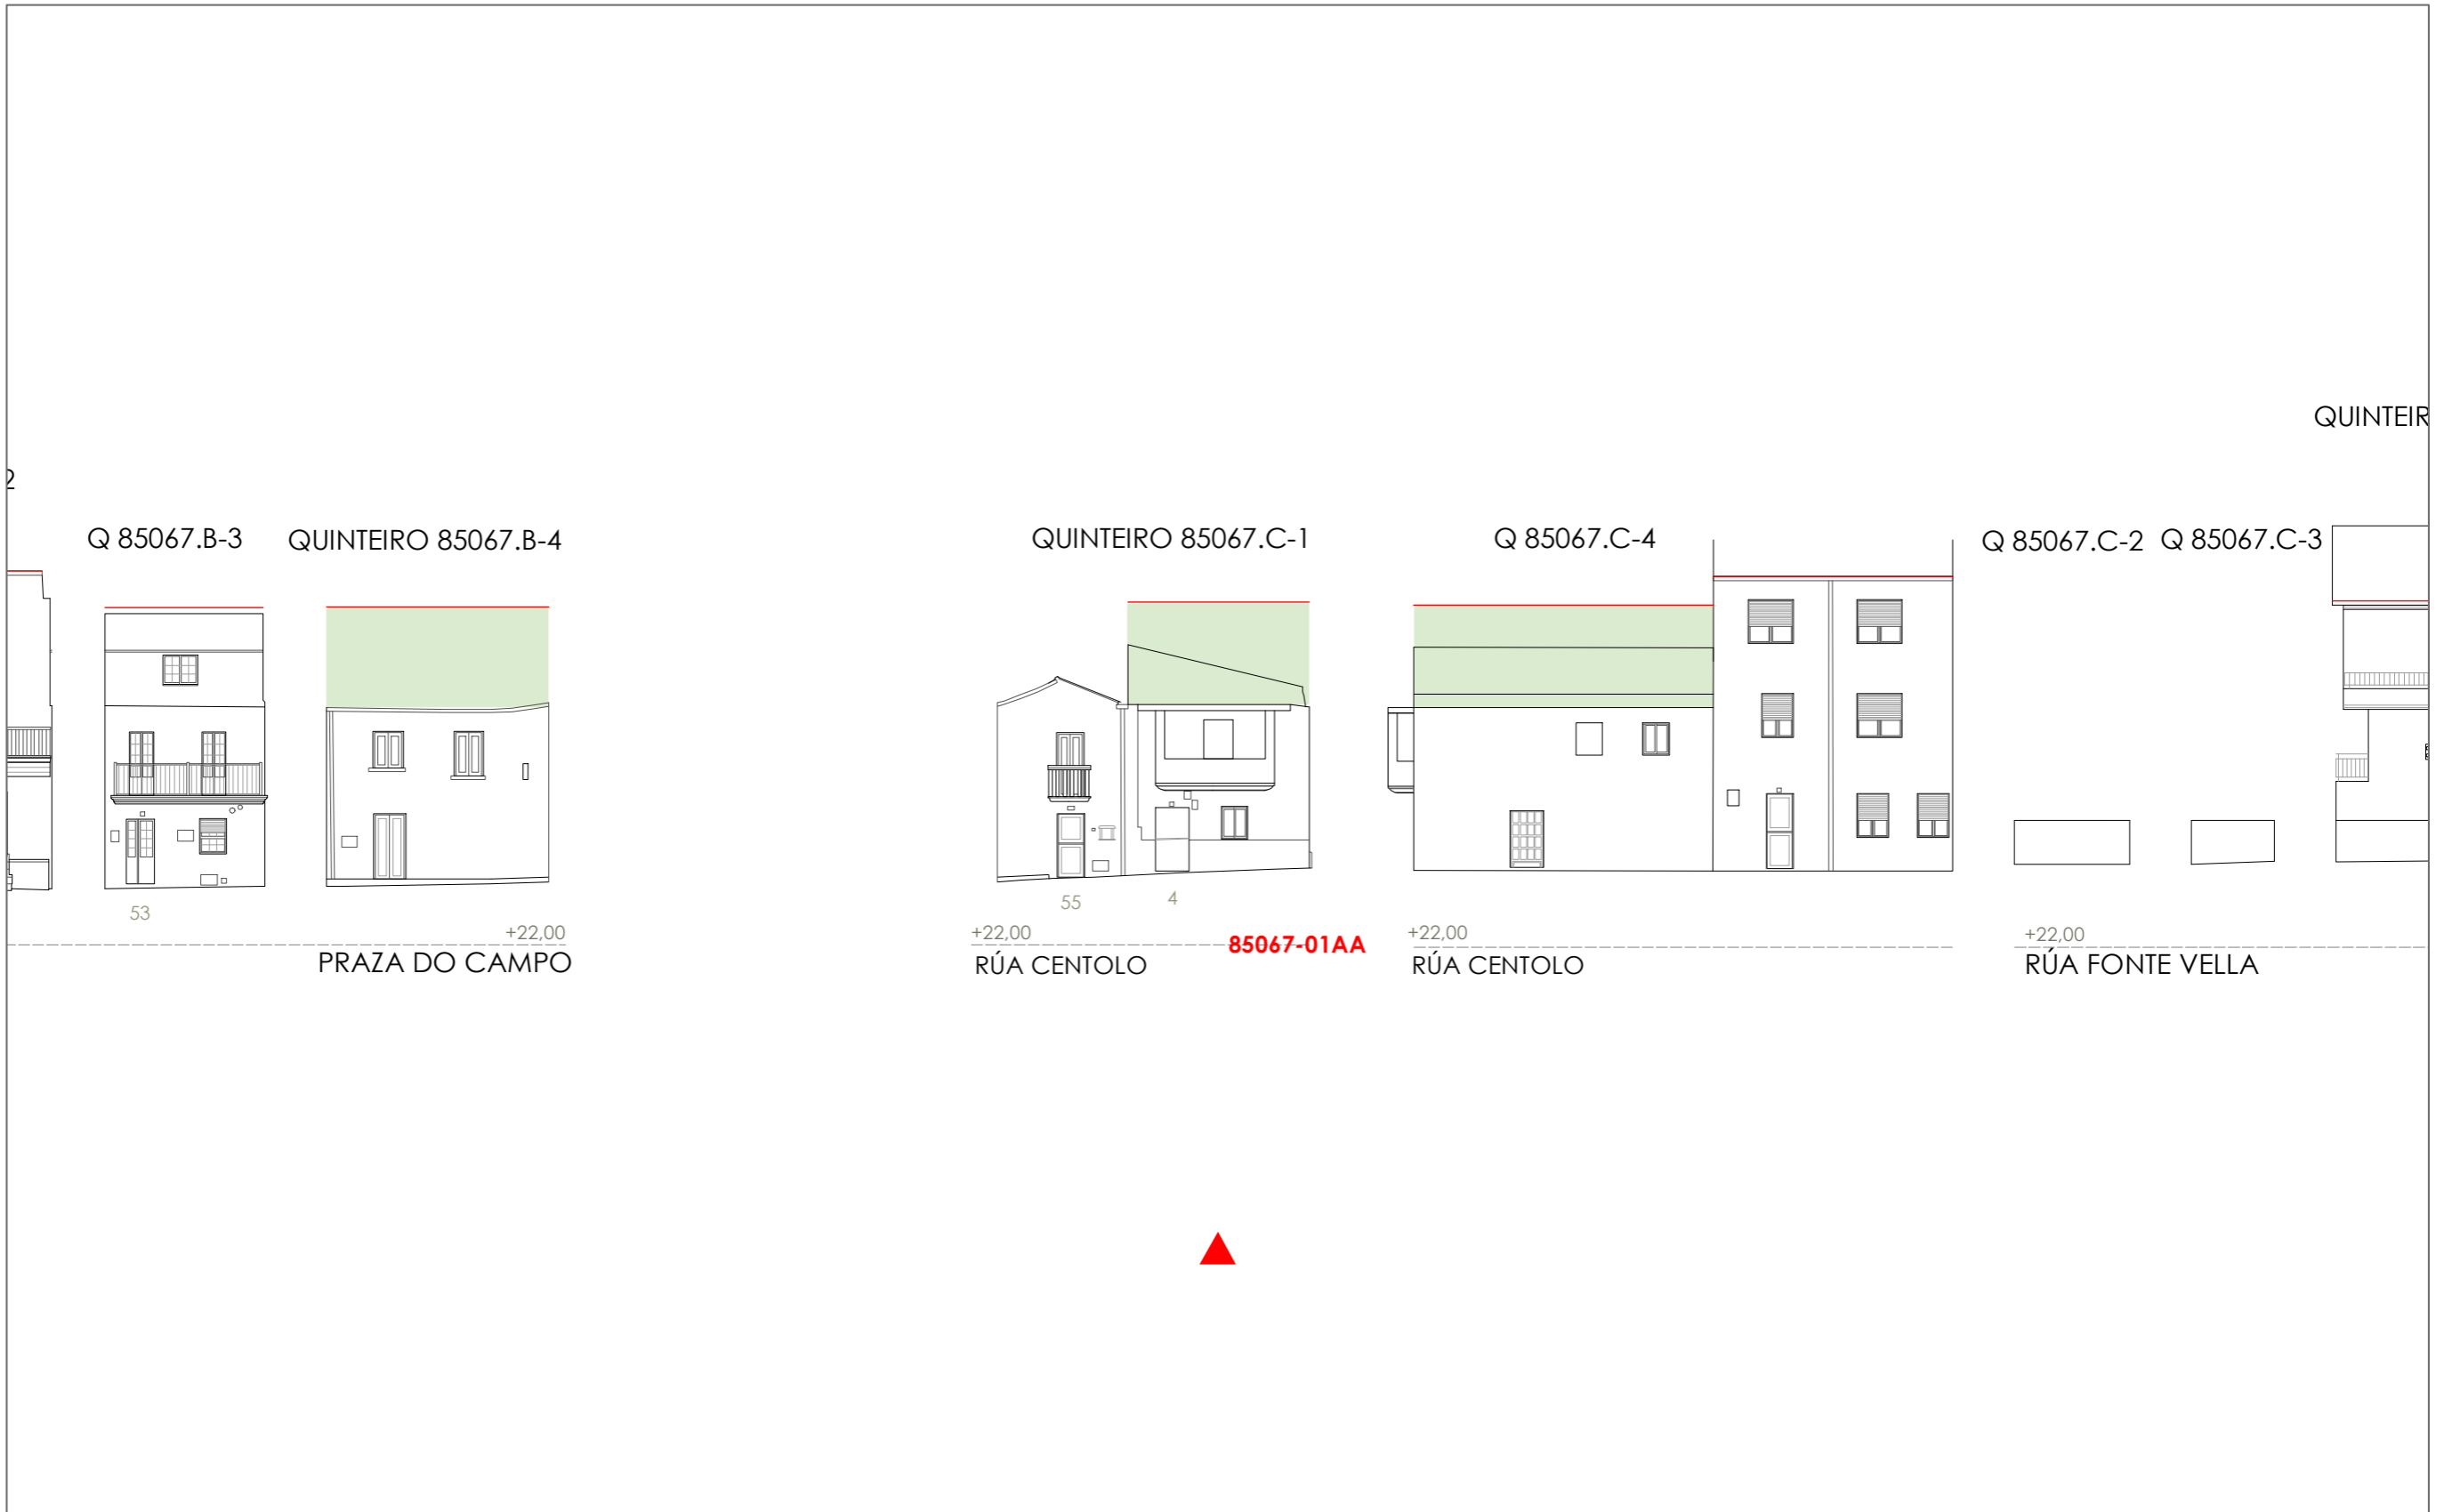 QUINTEIR
2
Q 85067.B-3
QUINTEIRO 85067.B-4
QUINTEIRO 85067.C-1
Q 85067.C-4
Q 85067.C-2
Q 85067.C-3
53
55
4
+22,00
+22,00
85067-01AA
+22,00
+22,00
PRAZA DO CAMPO
RÚA CENTOLO
RÚA CENTOLO
RÚA FONTE VELLA